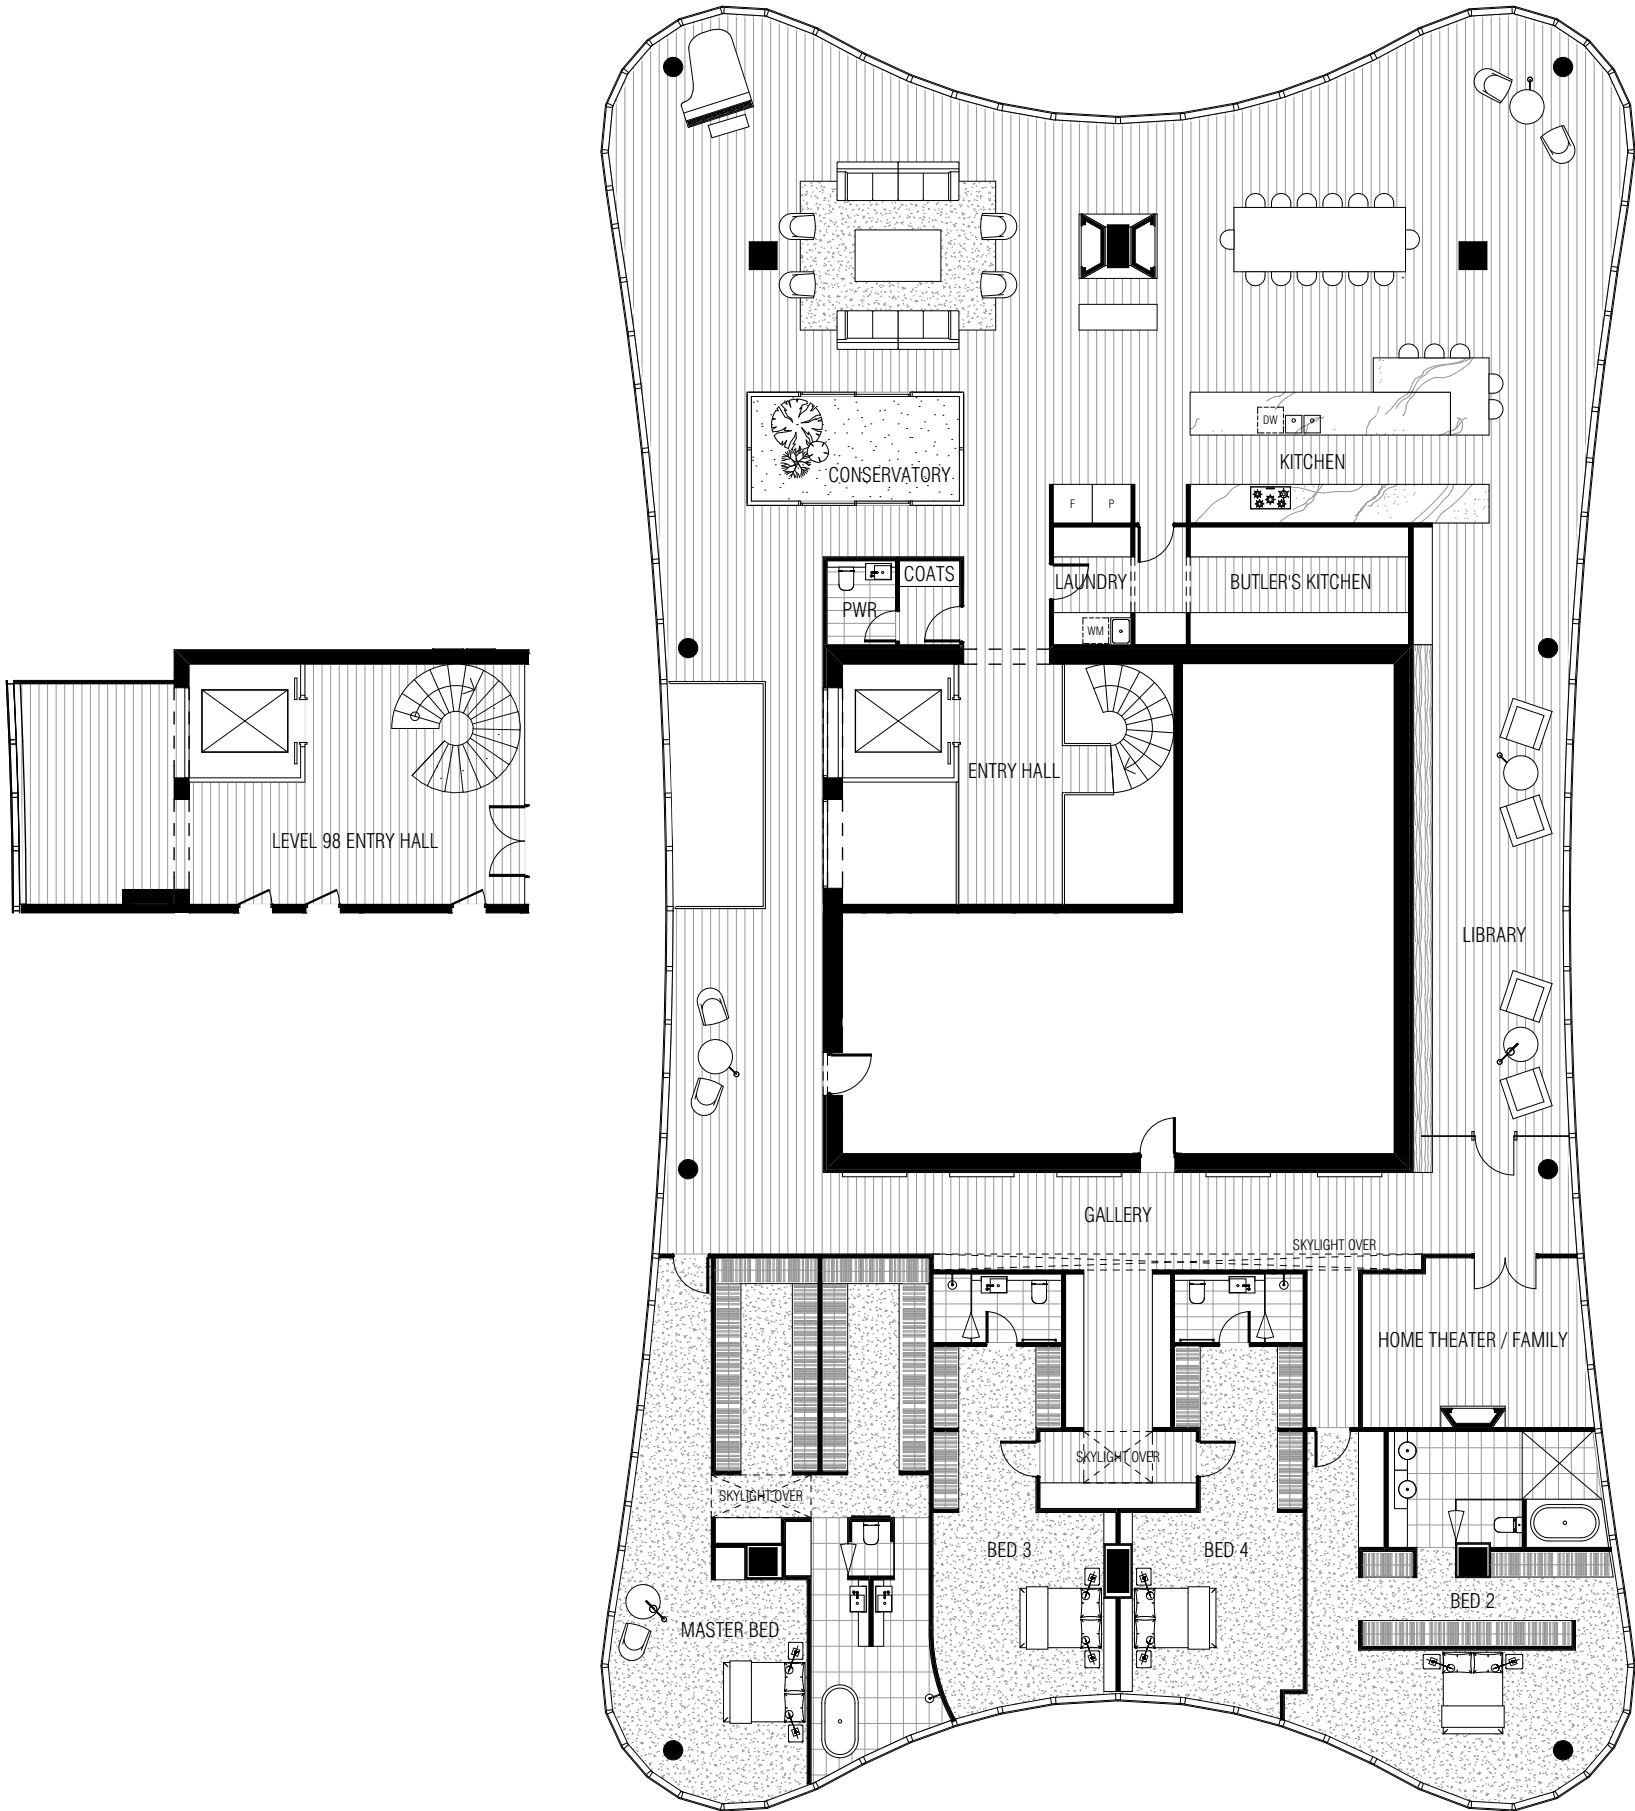 DW
KITCHEN
CONSERVATORY
F
P
COATS
LAUNDRY
BUTLER'S KITCHEN
PWR
WM
ENTRY HALL
LEVEL 98 ENTRY HALL
LIBRARY
GALLERY
SKYLIGHT OVER
HOME THEATER / FAMILY
SKYLIGHT OVER
SKYLIGHT OVER
BED 3
BED 4
BED 2
MASTER BED